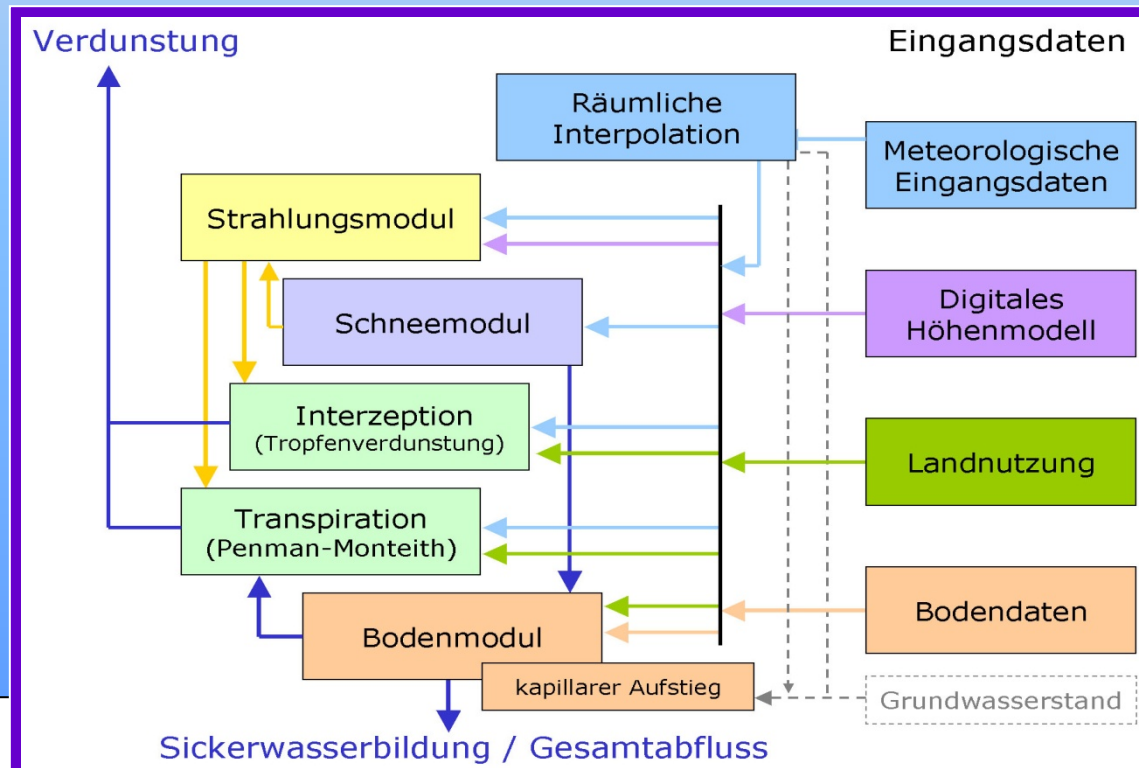 Verdunstung
Eingangsdaten
Räumliche
Interpolation
Meteorologische
Eingangsdaten
Strahlungsmodul
Schneemodul
Digitales
Höhenmodell
Interzeption
(Tropfenverdunstung)
Landnutzung
Transpiration
(Penman-Monteith)
Bodenmodul
Bodendaten
kapillarer Aufstieg
Grundwasserstand
Sickerwasserbildung / Gesamtabfluss